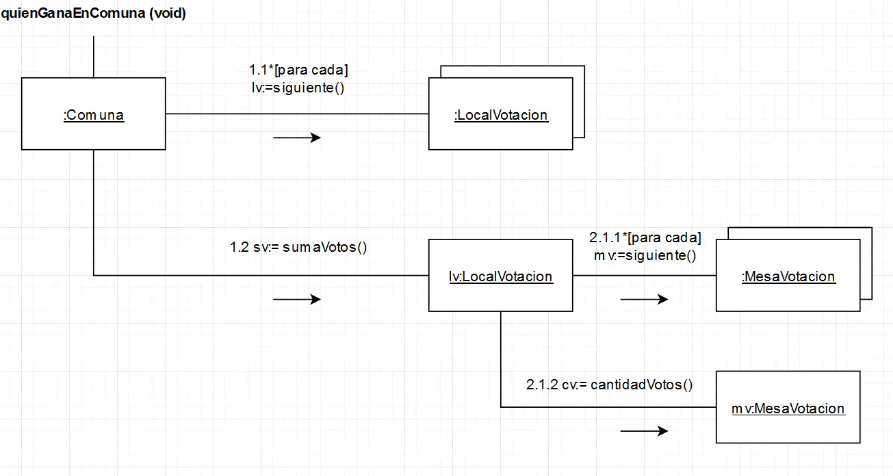 quienGanaEnComuna (void)
1.1*[para cada]
lv:=siguiente()
:Comuna
:LocalVotacion
1.2 sv:= sumaVotos()
2.1.1*[para cada]
mv:=siguiente()
lv:LocalVotacion
:MesaVotacion
2.1.2 cv:= cantidadVotos()
mv:MesaVotacion